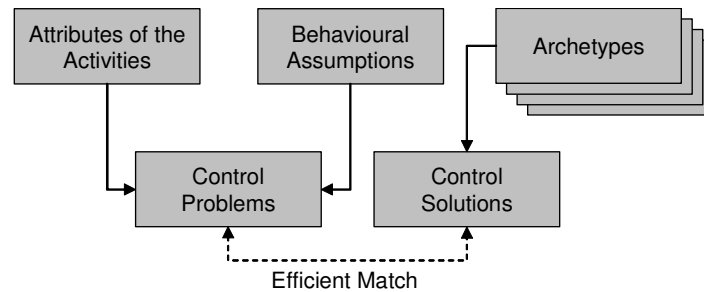 Attributes of the
Activities
Behavioural
Assumptions
Archetypes
Control
Problems
Control
Solutions
Efficient Match